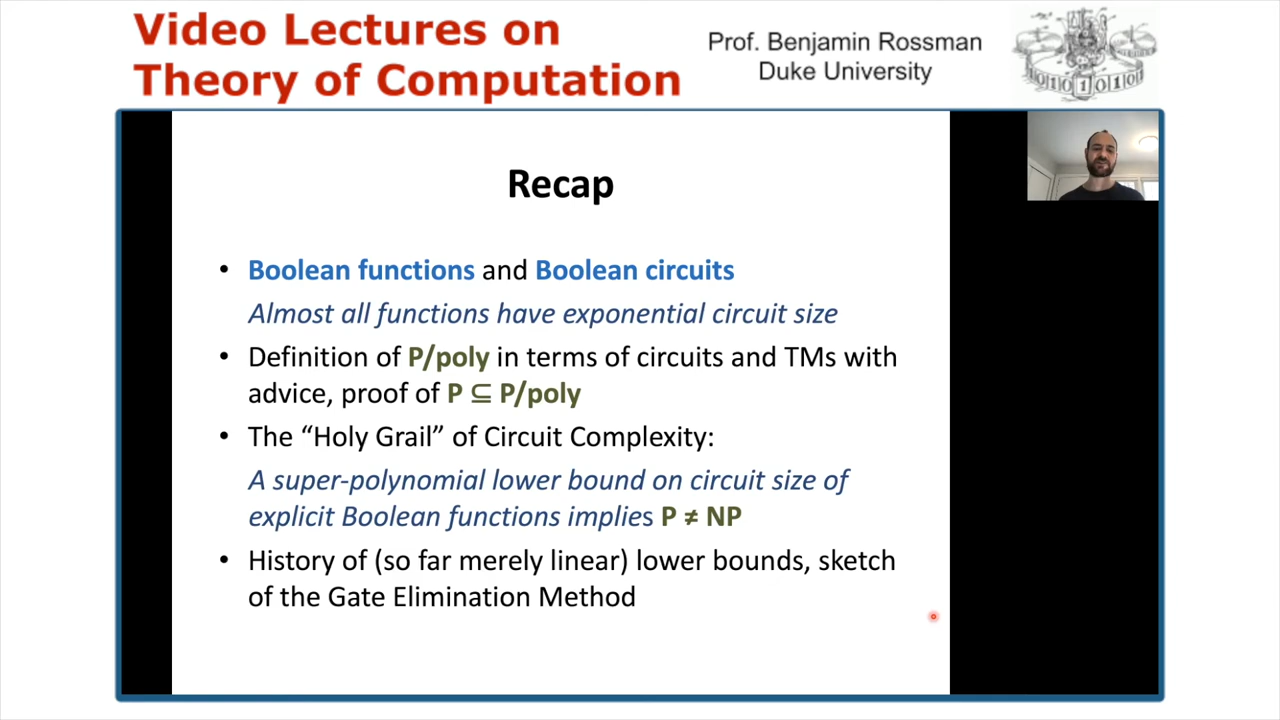 Video Lectures on
Theory of Computation
Prof. Benjamin Rossman
Duke University
Recap
• Boolean functions and Boolean circuits
Almost all functions have exponential circuit size
• Definition of P/poly in terms of circuits and TMs with
advice, proof of P ⊆ P/poly
• The “Holy Grail” of Circuit Complexity:
A super-polynomial lower bound on circuit size of
explicit Boolean functions implies P ≠ NP
• History of (so far merely linear) lower bounds, sketch
of the Gate Elimination Method